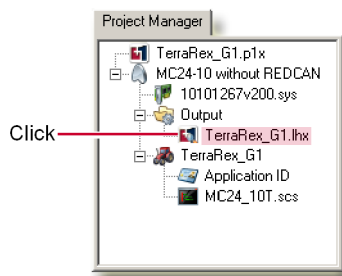 Project Manager
TerraRex_G1.p1x
MC24-10 without REDCAN
10101267v200.sys
Output
Click
TerraRex_G1.lhx
TerraRex_G1
Application ID
MC24_10T.scs